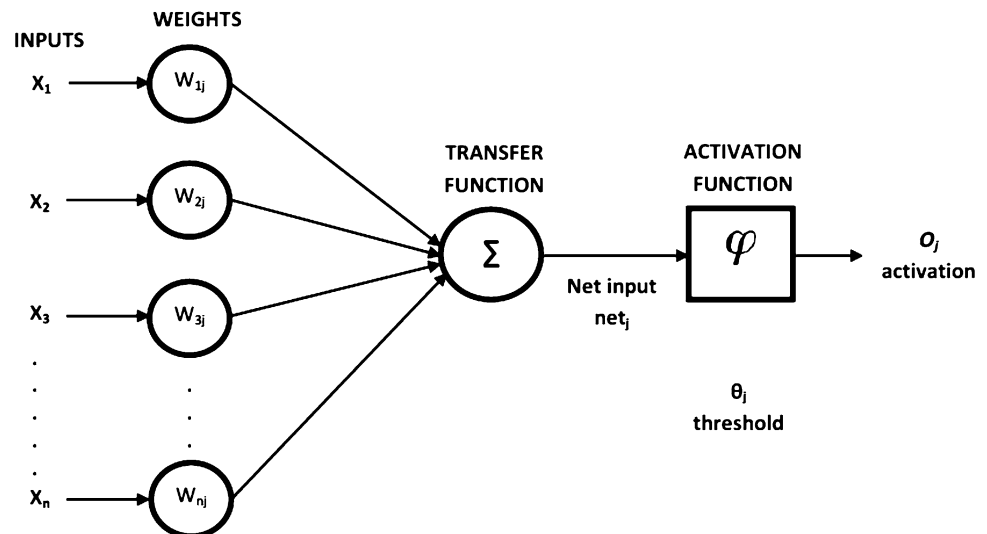 WEIGHTS
INPUTS
X₁
W₁ⱼ
X₂
W₂ⱼ
X₃
W₃ⱼ
Xₙ
Wₙⱼ
TRANSFER
FUNCTION
Σ
Net input
netⱼ
ACTIVATION
FUNCTION
φ
Oⱼ
activation
θⱼ
threshold